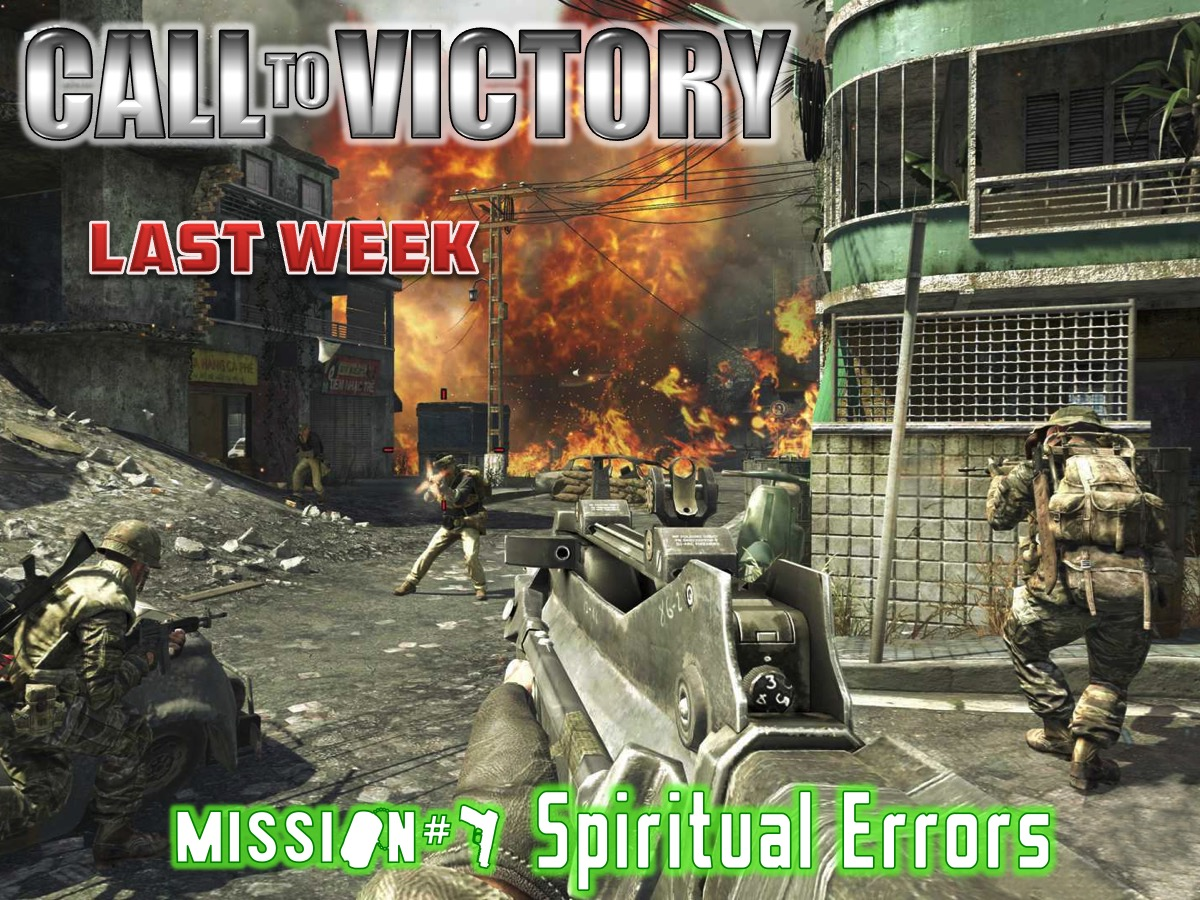 CALL TO VICTORY
LAST WEEK
MISSION #7 Spiritual Errors